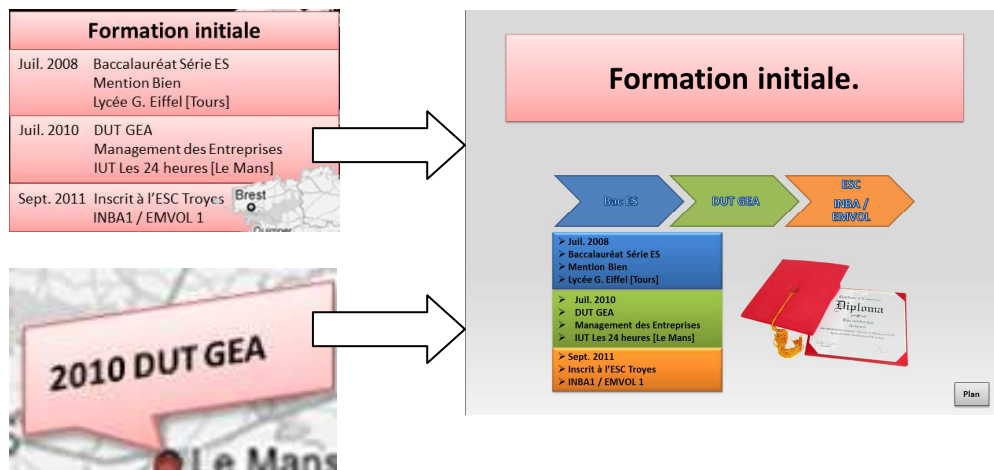 Formation initiale
Juil. 2008 Baccalauréat Série ES
Mention Bien
Lycée G. Eiffel [Tours]
Juil. 2010 DUT GEA
Management des Entreprises
IUT Les 24 heures [Le Mans]
Sept. 2011 Inscrit à l'ESC Troyes
INBA1 / EMVOL 1
Brest
Quimper
2010 DUT GEA
Le Mans
Formation initiale.
Bac ES
DUT GEA
ESC
INBA /
EMVOL
➢ Juil. 2008
➢ Baccalauréat Série ES
➢ Mention Bien
➢ Lycée G. Eiffel [Tours]
➢ Juil. 2010
➢ DUT GEA
➢ Management des Entreprises
➢ IUT Les 24 heures [Le Mans]
➢ Sept. 2011
➢ Inscrit à l'ESC Troyes
➢ INBA1 / EMVOL 1
Diploma
Plan